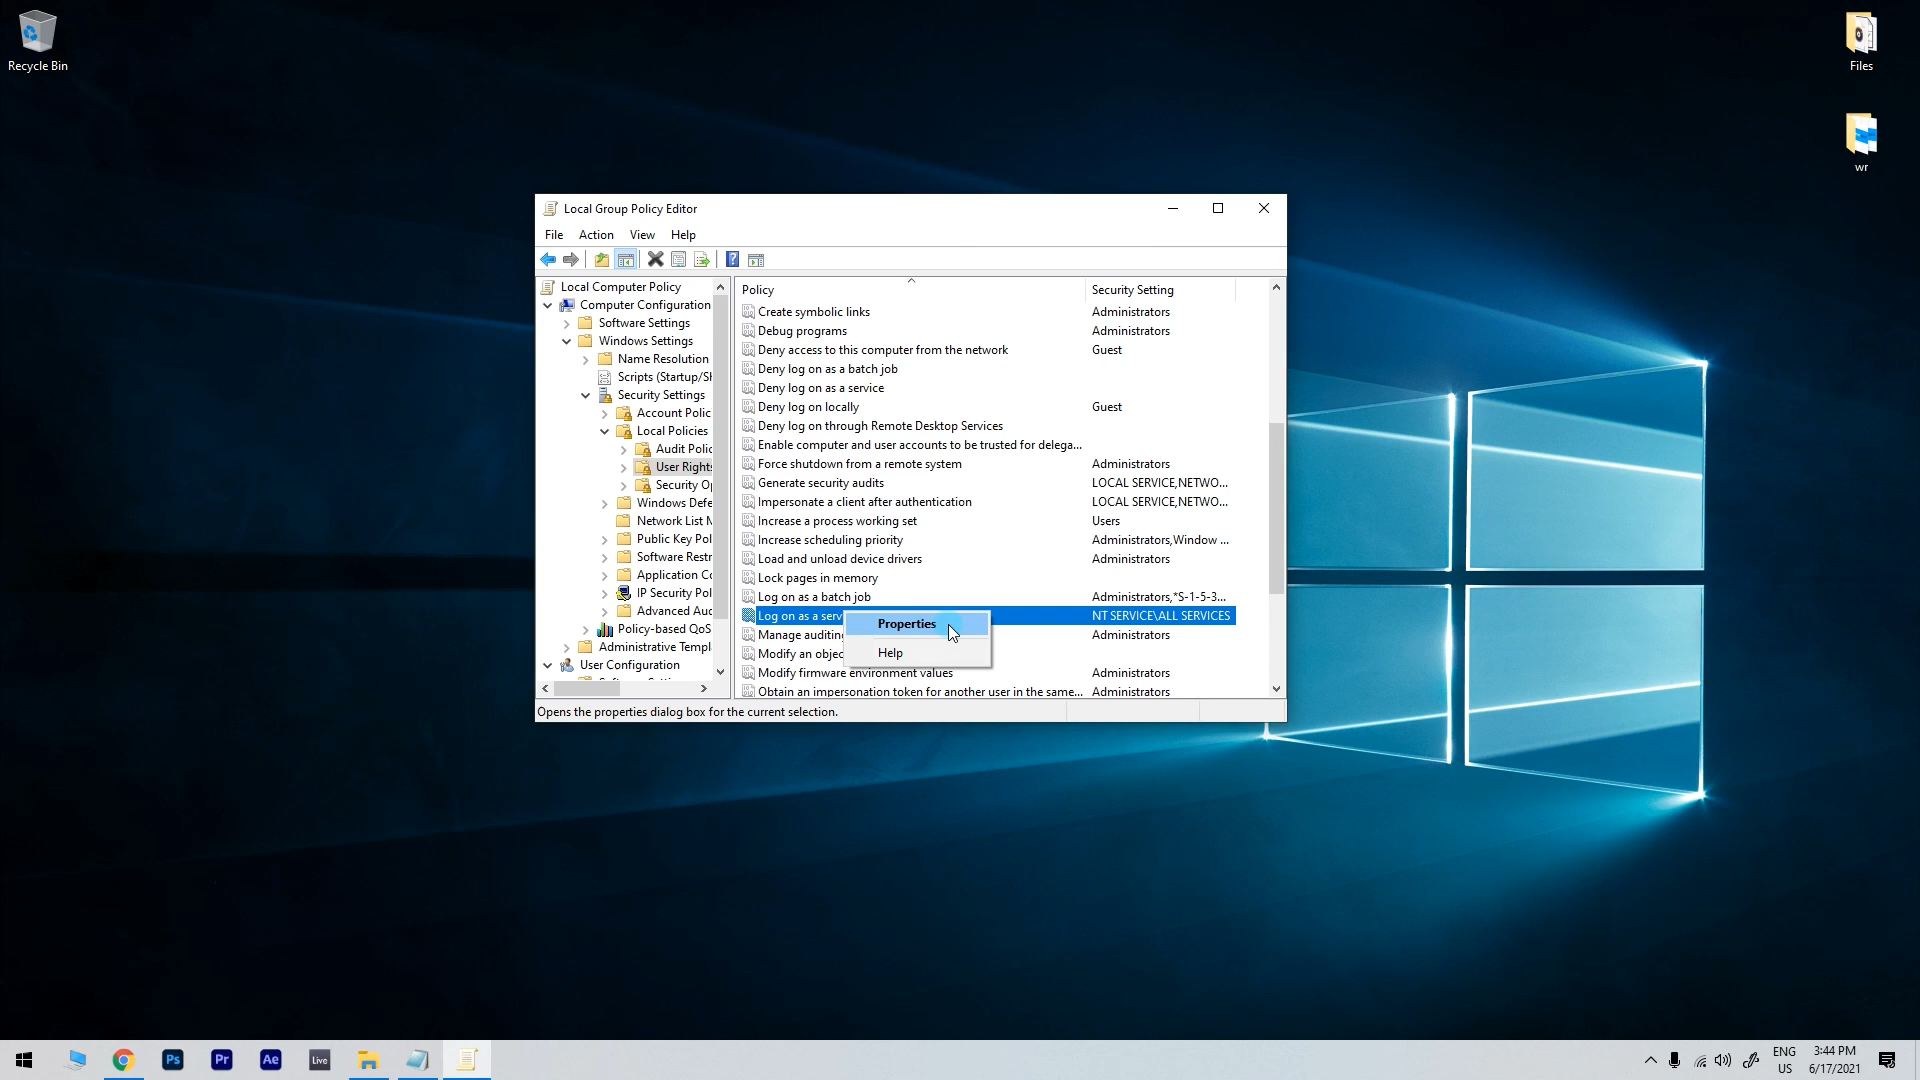 Recycle Bin
Files
wr
Local Group Policy Editor
File Action View Help
Local Computer Policy
Computer Configuration
Software Settings
Windows Settings
Name Resolution
Scripts (Startup/Sh
Security Settings
Account Polic
Local Policies
Audit Polic
User Rights
Security Op
Windows Defe
Network List M
Public Key Pol
Software Restr
Application Co
IP Security Pol
Advanced Aud
Policy-based QoS
Administrative Templ
User Configuration
Policy Security Setting
Create symbolic links Administrators
Debug programs Administrators
Deny access to this computer from the network Guest
Deny log on as a batch job
Deny log on as a service
Deny log on locally Guest
Deny log on through Remote Desktop Services
Enable computer and user accounts to be trusted for delega...
Force shutdown from a remote system Administrators
Generate security audits LOCAL SERVICE,NETWO...
Impersonate a client after authentication LOCAL SERVICE,NETWO...
Increase a process working set Users
Increase scheduling priority Administrators,Window ...
Load and unload device drivers Administrators
Lock pages in memory
Log on as a batch job Administrators,*S-1-5-3...
Log on as a serv NT SERVICE\ALL SERVICES
Manage auditing Administrators
Modify an objec
Modify firmware environment values Administrators
Obtain an impersonation token for another user in the same... Administrators
Properties
Help
Opens the properties dialog box for the current selection.
Ps
Pr
Ae
Live
ENG
US
3:44 PM
6/17/2021